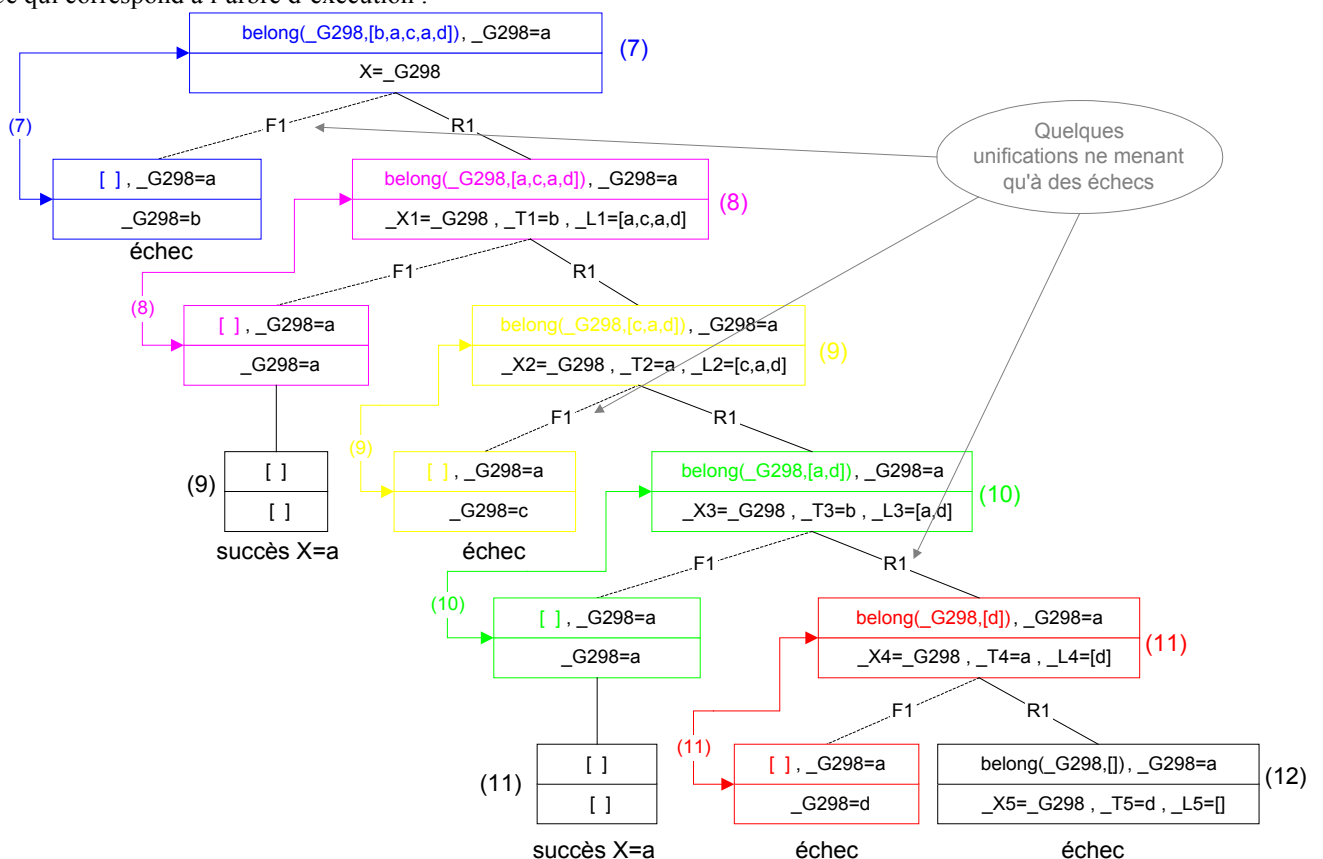 ce qui correspond à l'arbre d'exécution :
belong(_G298,[b,a,c,a,d]), _G298=a
(7)
X=_G298
(7)
F1
R1
Quelques
unifications ne menant
qu'à des échecs
[ ] , _G298=a
_G298=b
échec
belong(_G298,[a,c,a,d]), _G298=a
_X1=_G298 , _T1=b , _L1=[a,c,a,d]
(8)
F1
R1
(8)
[ ] , _G298=a
_G298=a
belong(_G298,[c,a,d]), _G298=a
_X2=_G298 , _T2=a , _L2=[c,a,d]
(9)
F1
R1
(9)
(9)
[ ]
[ ]
succès X=a
[ ] , _G298=a
_G298=c
échec
belong(_G298,[a,d]), _G298=a
_X3=_G298 , _T3=b , _L3=[a,d]
(10)
F1
R1
(10)
[ ] , _G298=a
_G298=a
belong(_G298,[d]), _G298=a
_X4=_G298 , _T4=a , _L4=[d]
(11)
F1
R1
(11)
(11)
[ ]
[ ]
succès X=a
[ ] , _G298=a
_G298=d
échec
belong(_G298,[]), _G298=a
_X5=_G298 , _T5=d , _L5=[]
(12)
échec